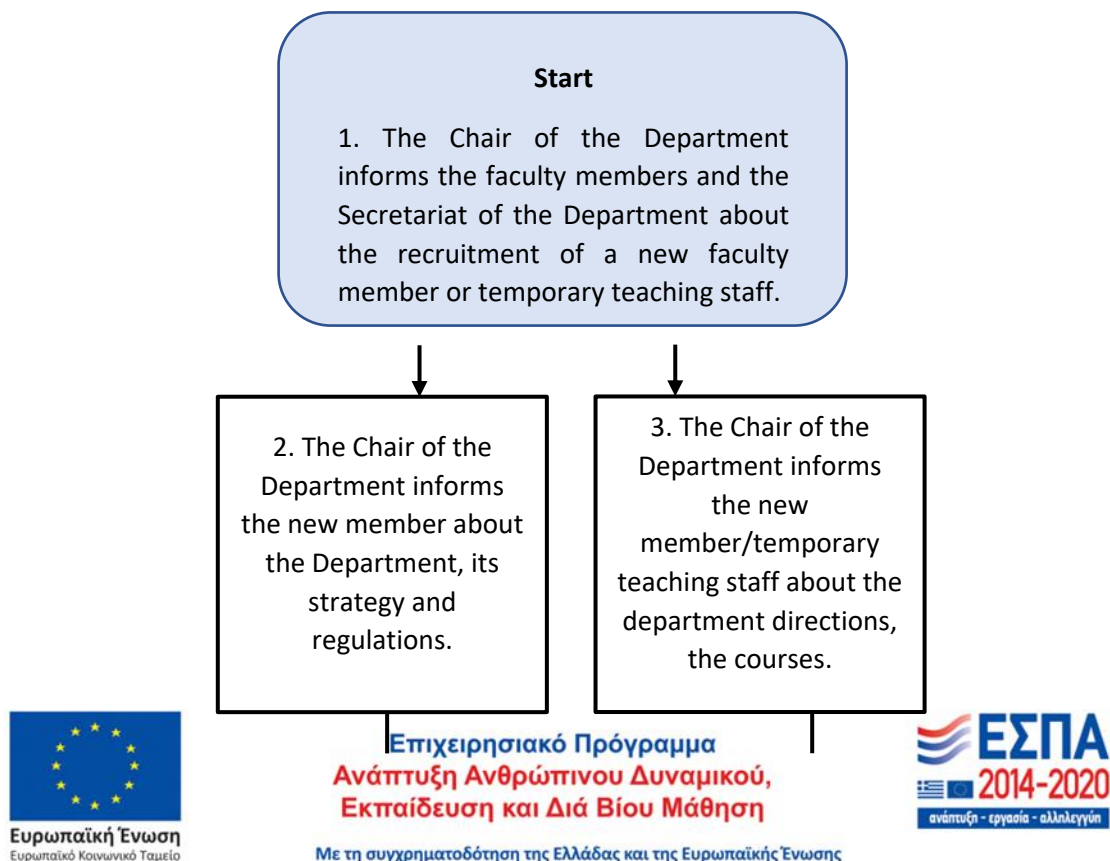 Start
1. The Chair of the Department
informs the faculty members and the
Secretariat of the Department about
the recruitment of a new faculty
member or temporary teaching staff.
2. The Chair of the
Department informs
the new member about
the Department, its
strategy and
regulations.
3. The Chair of the
Department informs
the new
member/temporary
teaching staff about the
department directions,
the courses.
Ευρωπαϊκή Ένωση
Ευρωπαϊκό Κοινωνικό Ταμείο
Επιχειρησιακό Πρόγραμμα
Ανάπτυξη Ανθρώπινου Δυναμικού,
Εκπαίδευση και Διά Βίου Μάθηση
Με τη συγχρηματοδότηση της Ελλάδας και της Ευρωπαϊκής Ένωσης
ΕΣΠΑ
2014-2020
ανάπτυξη - εργασία - αλληλεγγύη